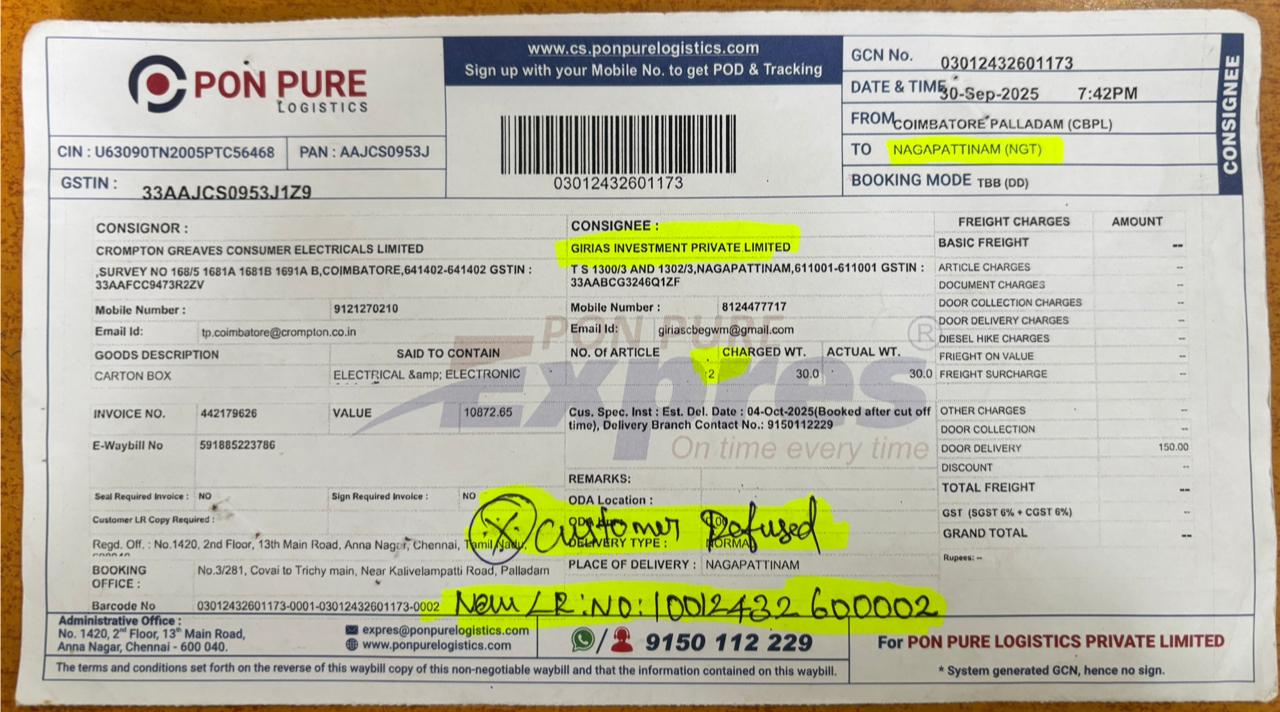 PON PURE
LOGISTICS
CIN : U63090TN2005PTC56468
PAN : AAJCS0953J
GSTIN :
33AAJCS0953J1Z9
www.cs.ponpurelogistics.com
Sign up with your Mobile No. to get POD & Tracking
03012432601173
GCN No. 03012432601173
DATE & TIME 30-Sep-2025 7:42PM
FROM COIMBATORE PALLADAM (CBPL)
TO NAGAPATTINAM (NGT)
BOOKING MODE TBB (DD)
CONSIGNEE
CONSIGNOR :
CROMPTON GREAVES CONSUMER ELECTRICALS LIMITED
,SURVEY NO 168/5 1681A 1681B 1691A B,COIMBATORE,641402-641402 GSTIN :
33AAFCC9473R2ZV
Mobile Number : 9121270210
Email Id: tp.coimbatore@crompton.co.in
GOODS DESCRIPTION SAID TO CONTAIN
CARTON BOX ELECTRICAL &amp; ELECTRONIC
INVOICE NO. 442179626 VALUE 10872.65
E-Waybill No 591885223786
Seal Required Invoice : NO Sign Required Invoice : NO
Customer LR Copy Required :
Regd. Off. : No.1420, 2nd Floor, 13th Main Road, Anna Nager, Chennai, Tamil Nadu,
BOOKING OFFICE : No.3/281, Covai to Trichy main, Near Kalivelampatti Road, Palladam
Barcode No 03012432601173-0001-03012432601173-0002
CONSIGNEE :
GIRIAS INVESTMENT PRIVATE LIMITED
T S 1300/3 AND 1302/3,NAGAPATTINAM,611001-611001 GSTIN :
33AABCG3246Q1ZF
Mobile Number : 8124477717
Email Id: giriascbegwm@gmail.com
PON PURE
Expres ®
On time every time
NO. Of ARTICLE CHARGED WT. ACTUAL WT.
2 30.0 30.0
Cus. Spec. Inst : Est. Del. Date : 04-Oct-2025(Booked after cut off
time), Delivery Branch Contact No.: 9150112229
REMARKS:
ODA Location :
Customer Refused
DELIVERY TYPE : NORMAL
PLACE OF DELIVERY : NAGAPATTINAM
New LR: NO: 10012432600002
FREIGHT CHARGES AMOUNT
BASIC FREIGHT --
ARTICLE CHARGES --
DOCUMENT CHARGES --
DOOR COLLECTION CHARGES --
DOOR DELIVERY CHARGES --
DIESEL HIKE CHARGES --
FRIEGHT ON VALUE --
FREIGHT SURCHARGE --
OTHER CHARGES --
DOOR COLLECTION --
DOOR DELIVERY 150.00
DISCOUNT --
TOTAL FREIGHT --
GST (SGST 6% + CGST 6%) --
GRAND TOTAL --
Rupees: --
Administrative Office :
No. 1420, 2nd Floor, 13th Main Road,
Anna Nagar, Chennai - 600 040.
expres@ponpurelogistics.com
www.ponpurelogistics.com
/ 9150 112 229
For PON PURE LOGISTICS PRIVATE LIMITED
* System generated GCN, hence no sign.
The terms and conditions set forth on the reverse of this waybill copy of this non-negotiable waybill and that the information contained on this waybill.